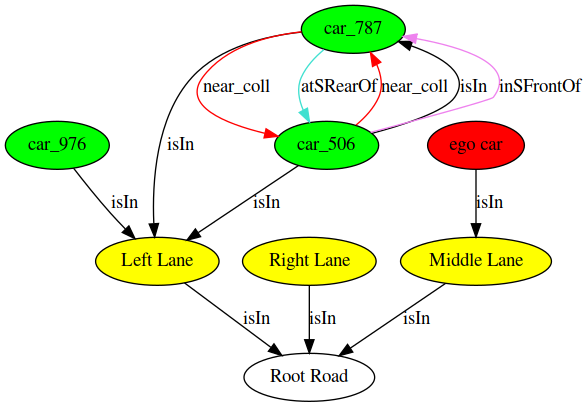 car_787
near_coll
atSRearOf
near_coll
isIn
inSFrontOf
isIn
car_976
car_506
ego car
isIn
isIn
isIn
Left Lane
Right Lane
Middle Lane
isIn
isIn
isIn
Root Road